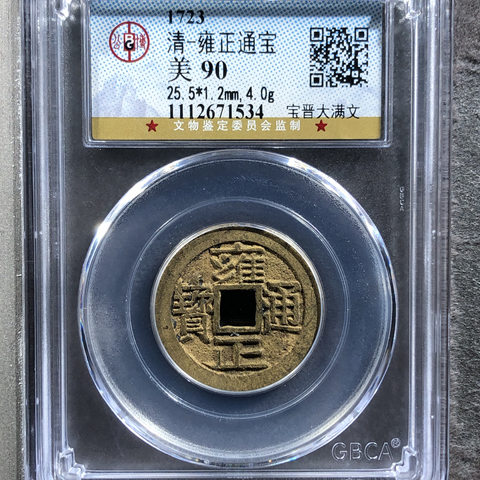 1723
清-雍正通宝
美 90
25.5*1.2mm,4.0g
1112671534
宝晋大满文
★ 文物鉴定委员会监制 ★
雍正通寶
GBCA®